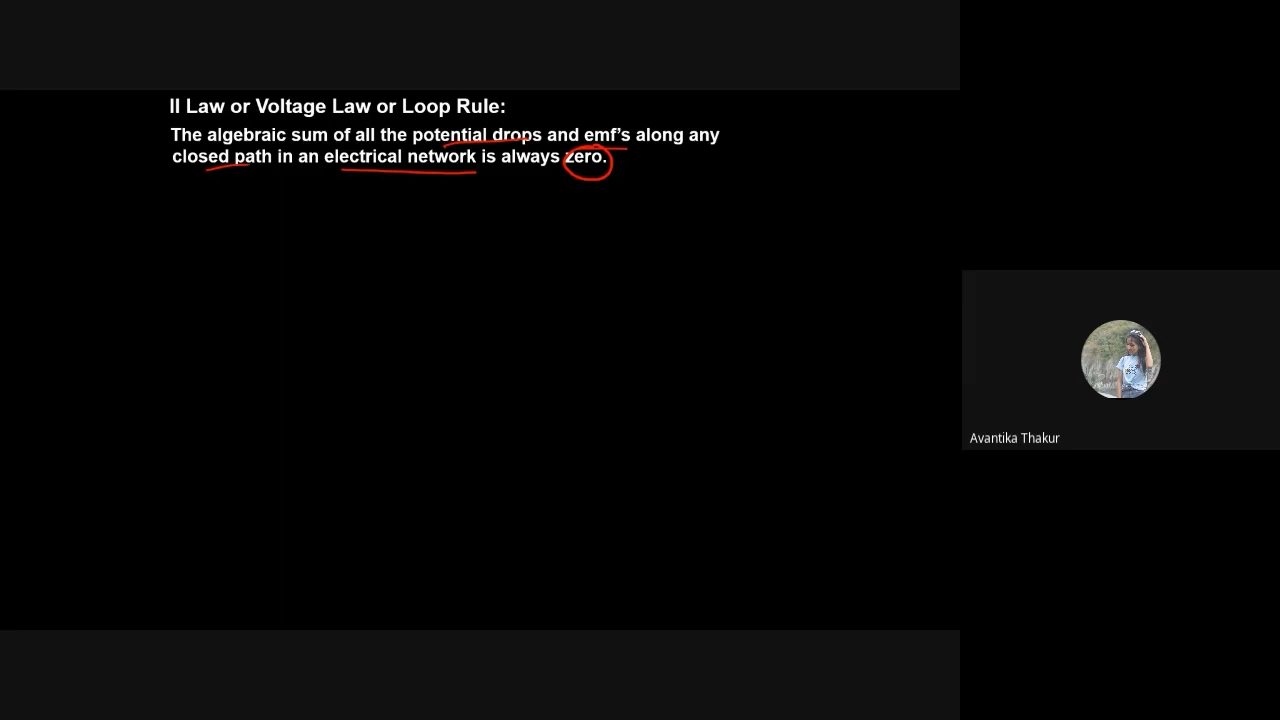 II Law or Voltage Law or Loop Rule:
The algebraic sum of all the potential drops and emf's along any
closed path in an electrical network is always zero.
Avantika Thakur